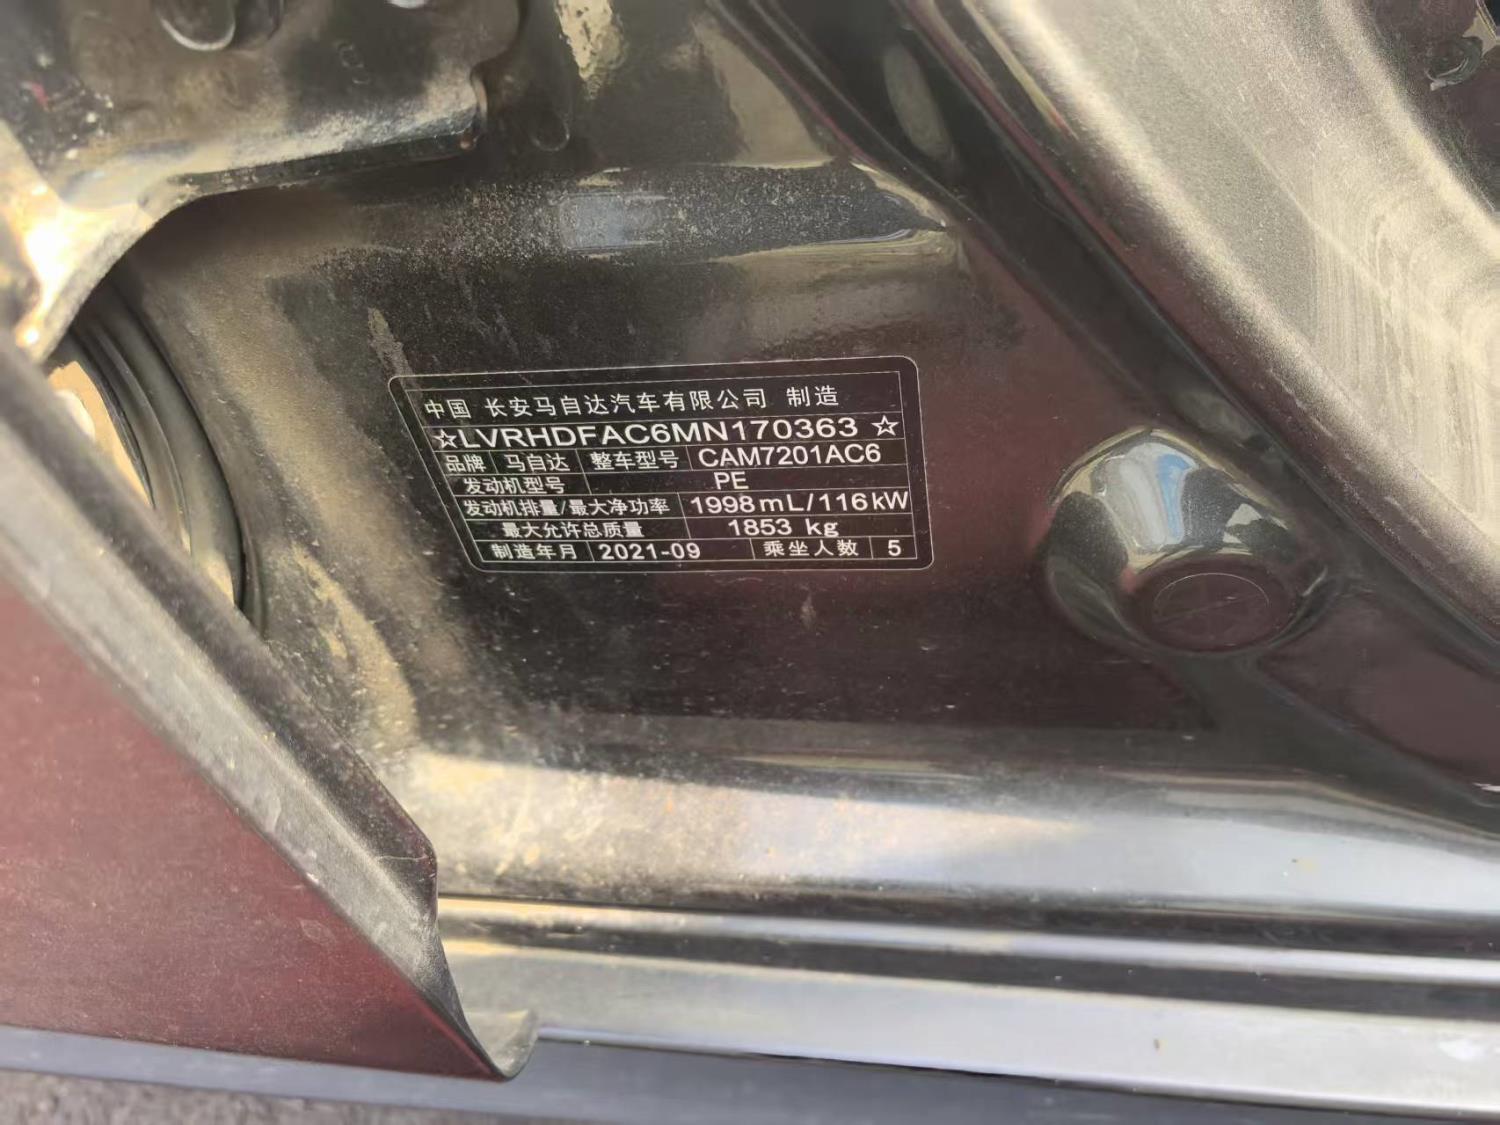 中国 长安马自达汽车有限公司 制造
☆LVRHDFAC6MN170363☆
品牌 马自达 整车型号 CAM7201AC6
发动机型号 PE
发动机排量/最大净功率 1998mL/116kW
最大允许总质量 1853 kg
制造年月 2021-09 乘坐人数 5